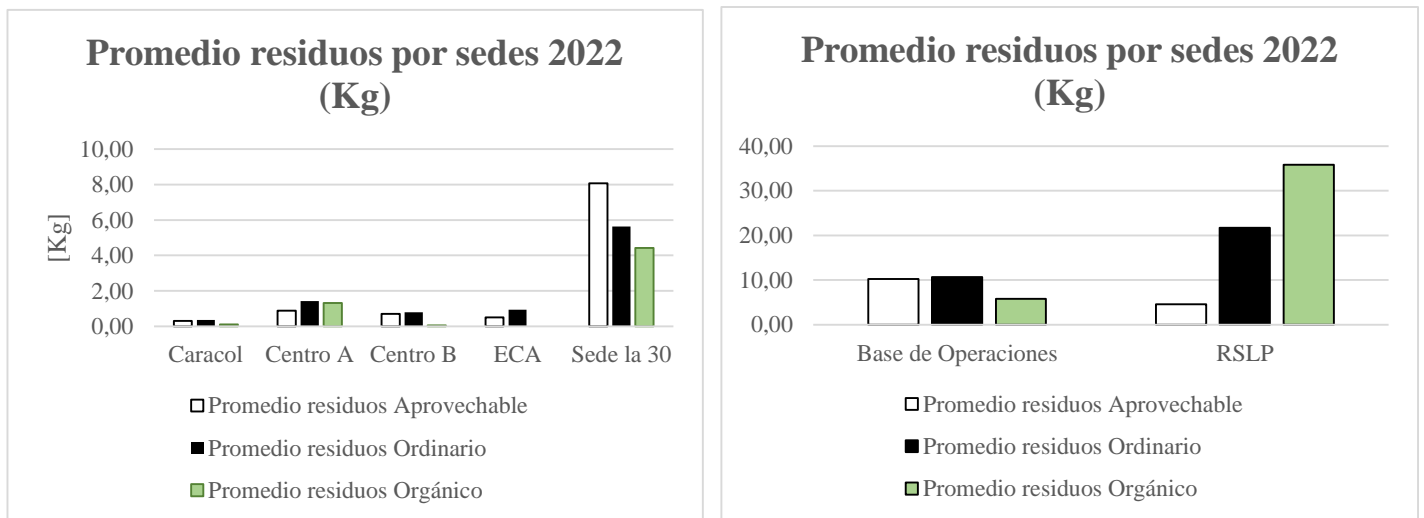 Promedio residuos por sedes 2022
(Kg)
10,00
8,00
6,00
4,00
2,00
0,00
[Kg]
Caracol
Centro A
Centro B
ECA
Sede la 30
Promedio residuos Aprovechable
Promedio residuos Ordinario
Promedio residuos Orgánico
Promedio residuos por sedes 2022
(Kg)
40,00
30,00
20,00
10,00
0,00
Base de Operaciones
RSLP
Promedio residuos Aprovechable
Promedio residuos Ordinario
Promedio residuos Orgánico